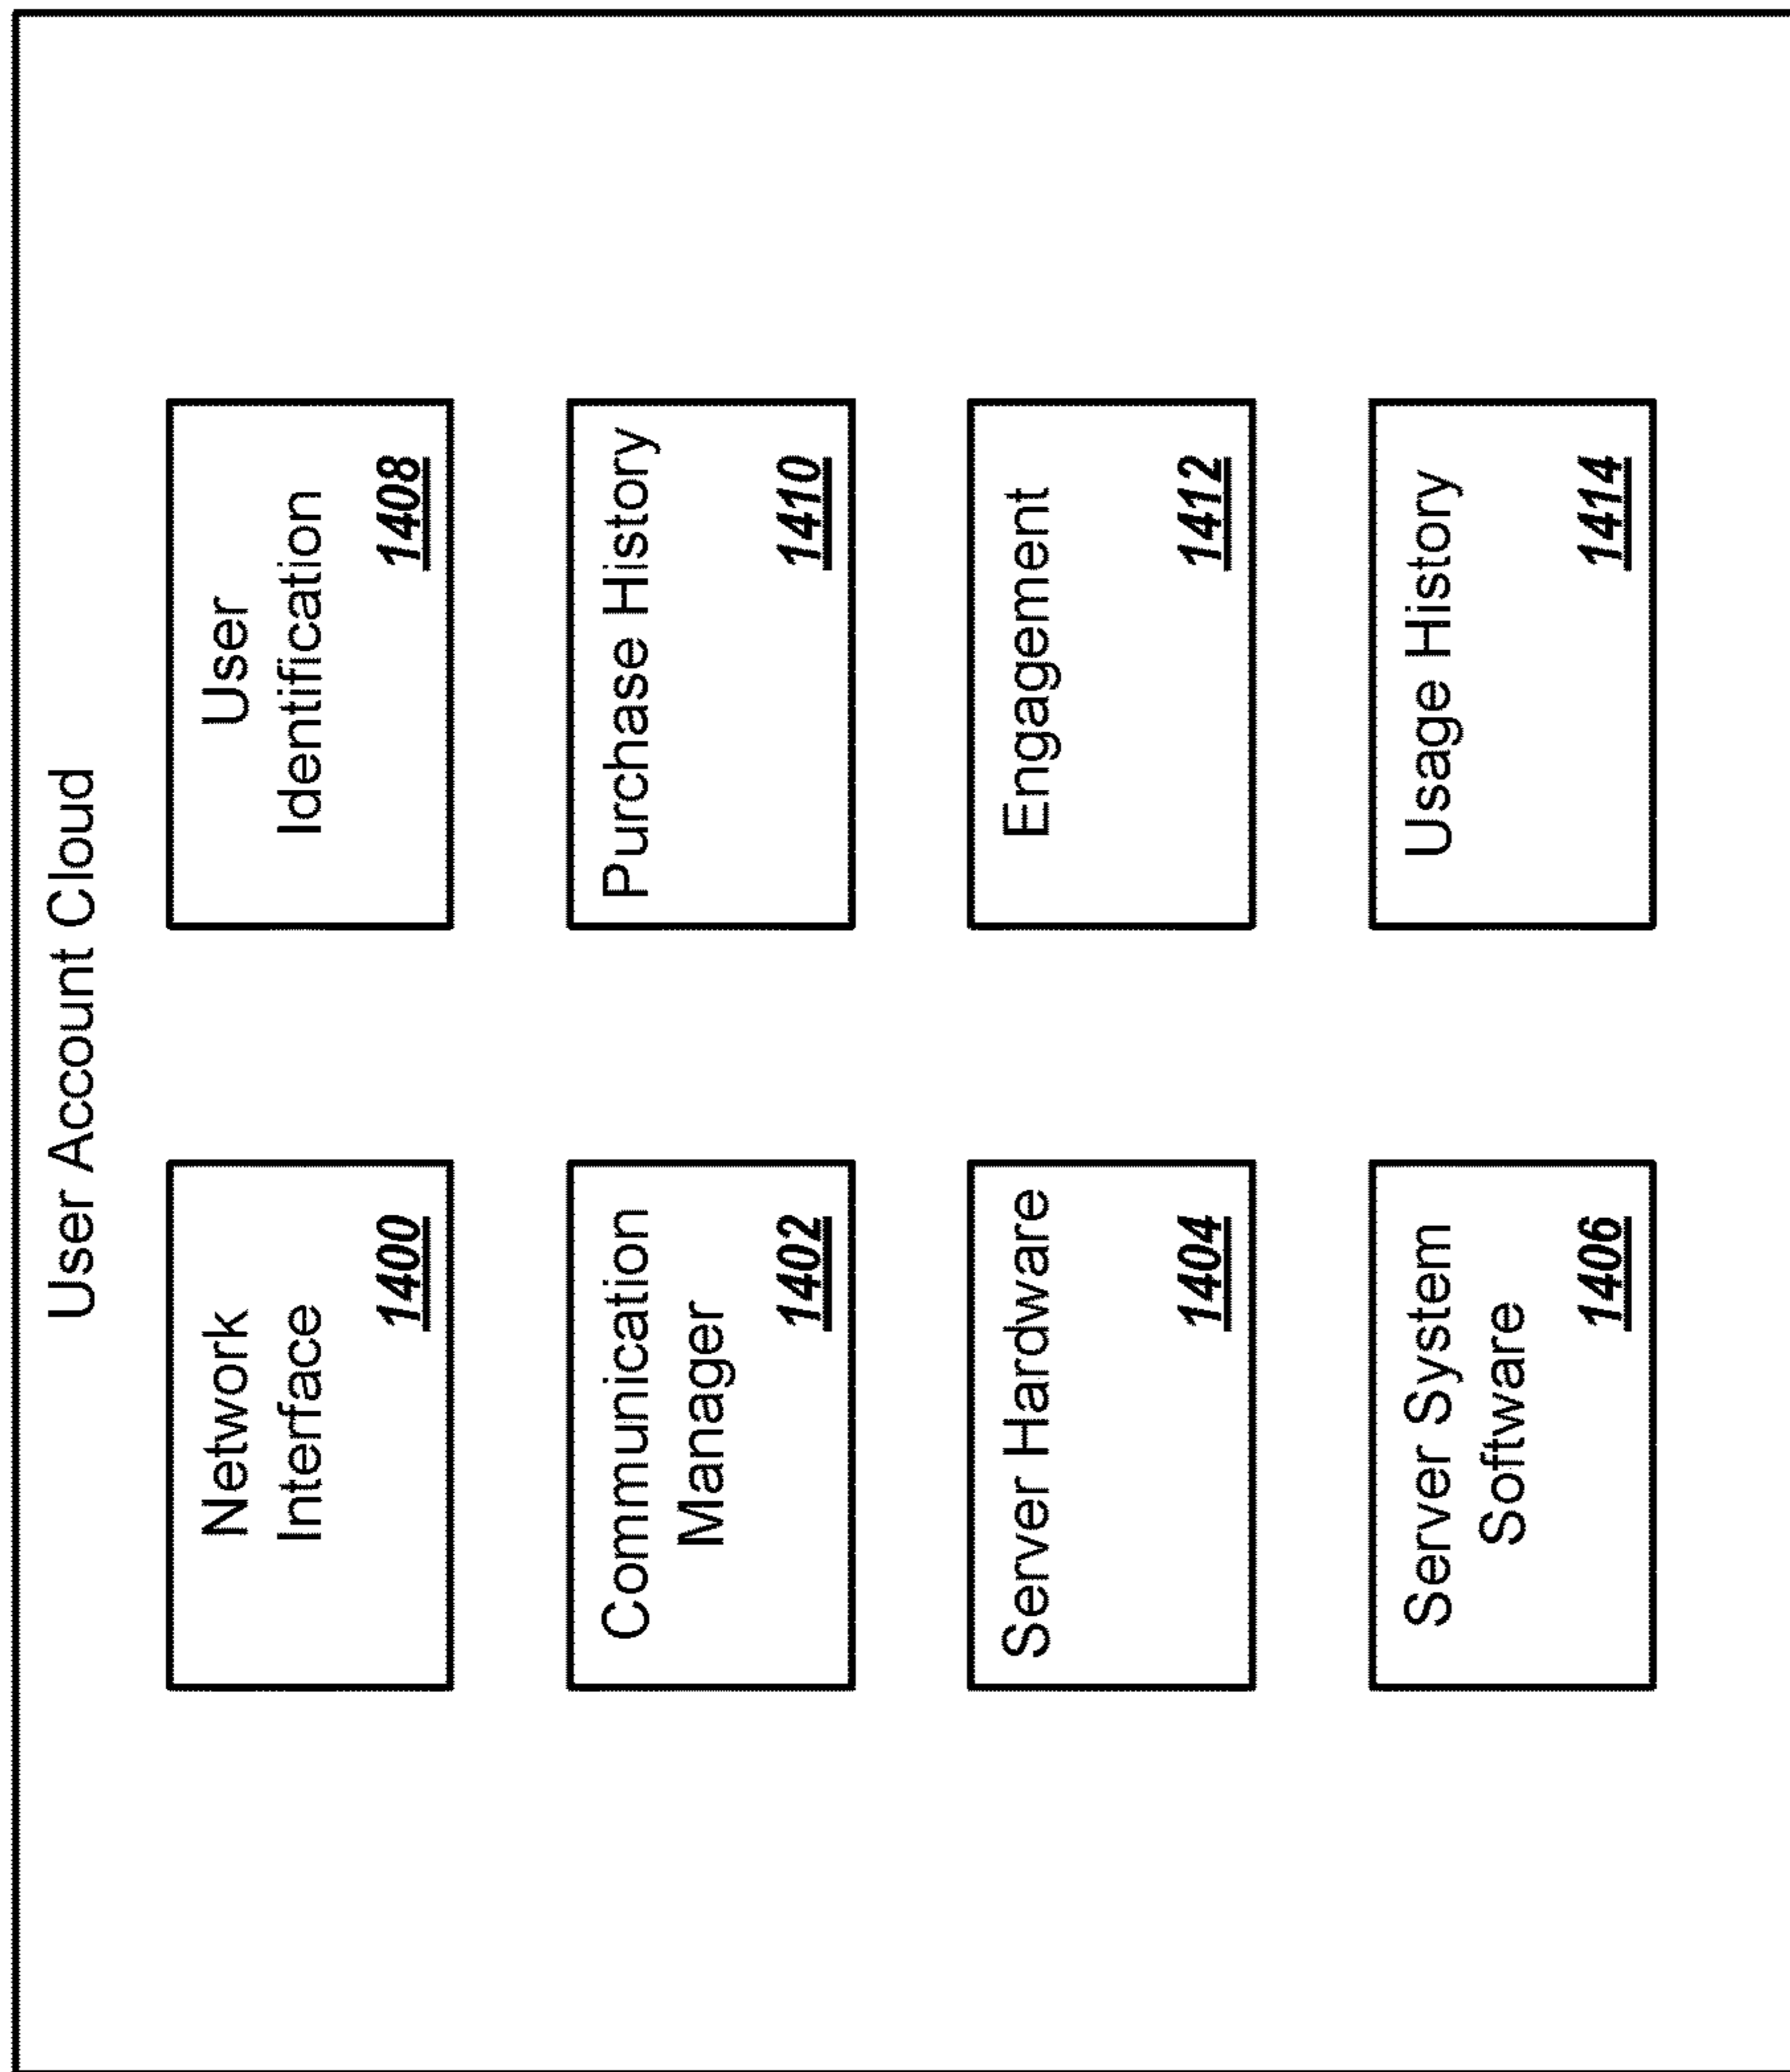 User Account Cloud
Network
Interface
1400
Communication
Manager
1402
Server Hardware
1404
Server System
Software
1406
User
Identification
1408
Purchase History
1410
Engagement
1412
Usage History
1414